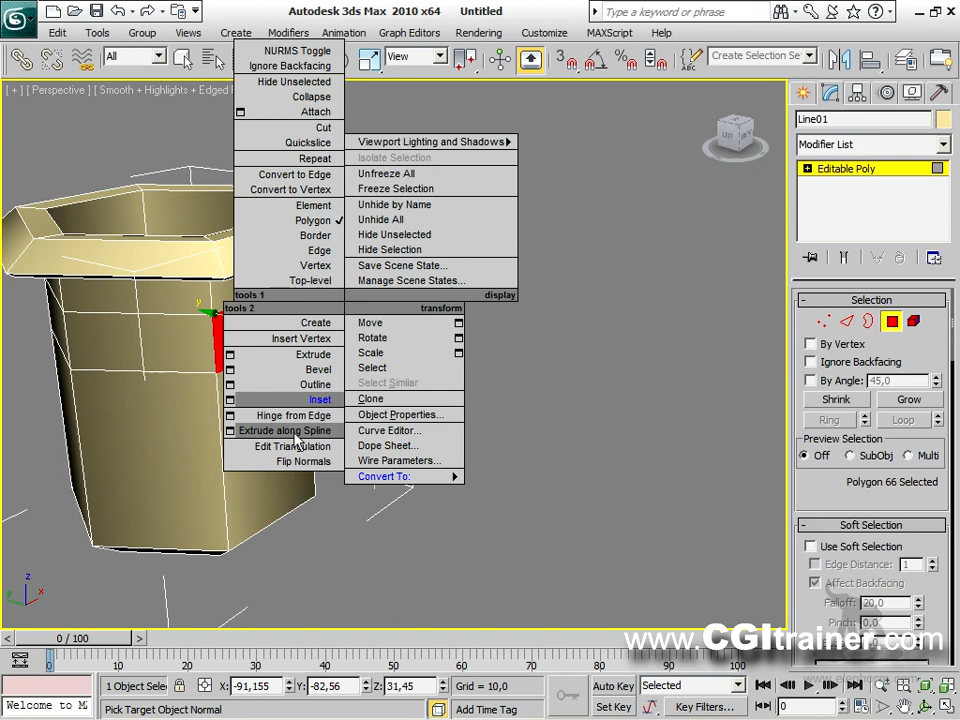 Autodesk 3ds Max 2010 x64 Untitled
Type a keyword or phrase
Edit Tools Group Views Create Modifiers Animation Graph Editors Rendering Customize MAXScript Help
All
View
Create Selection Se
[ + ] [ Perspective ] [ Smooth + Highlights + Edged F
NURMS Toggle
Ignore Backfacing
Hide Unselected
Collapse
Attach
Cut
Quickslice
Repeat
Convert to Edge
Convert to Vertex
Element
Polygon
Border
Edge
Vertex
Top-level
tools 1
Viewport Lighting and Shadows
Isolate Selection
Unfreeze All
Freeze Selection
Unhide by Name
Unhide All
Hide Unselected
Hide Selection
Save Scene State...
Manage Scene States...
display
tools 2
Create
Insert Vertex
Extrude
Bevel
Outline
Inset
Hinge from Edge
Extrude along Spline
Edit Triangulation
Flip Normals
transform
Move
Rotate
Scale
Select
Select Similar
Clone
Object Properties...
Curve Editor...
Dope Sheet...
Wire Parameters...
Convert To:
y
z
x
y
LEFT
Line01
Modifier List
Editable Poly
Selection
By Vertex
Ignore Backfacing
By Angle: 45,0
Shrink Grow
Ring Loop
Preview Selection
Off SubObj Multi
Polygon 66 Selected
Soft Selection
Use Soft Selection
Edge Distance: 1
Affect Backfacing
Falloff: 20,0
Pinch: 0,0
www.CGItrainer.com
0 / 100
0 10 20 30 40 50 60 70 80 90 100
1 Object Selec
X: -91,155 Y: -82,56 Z: 31,45
Grid = 10,0
Auto Key
Selected
Welcome to M
Pick Target Object Normal
Add Time Tag
Set Key
Key Filters...
0